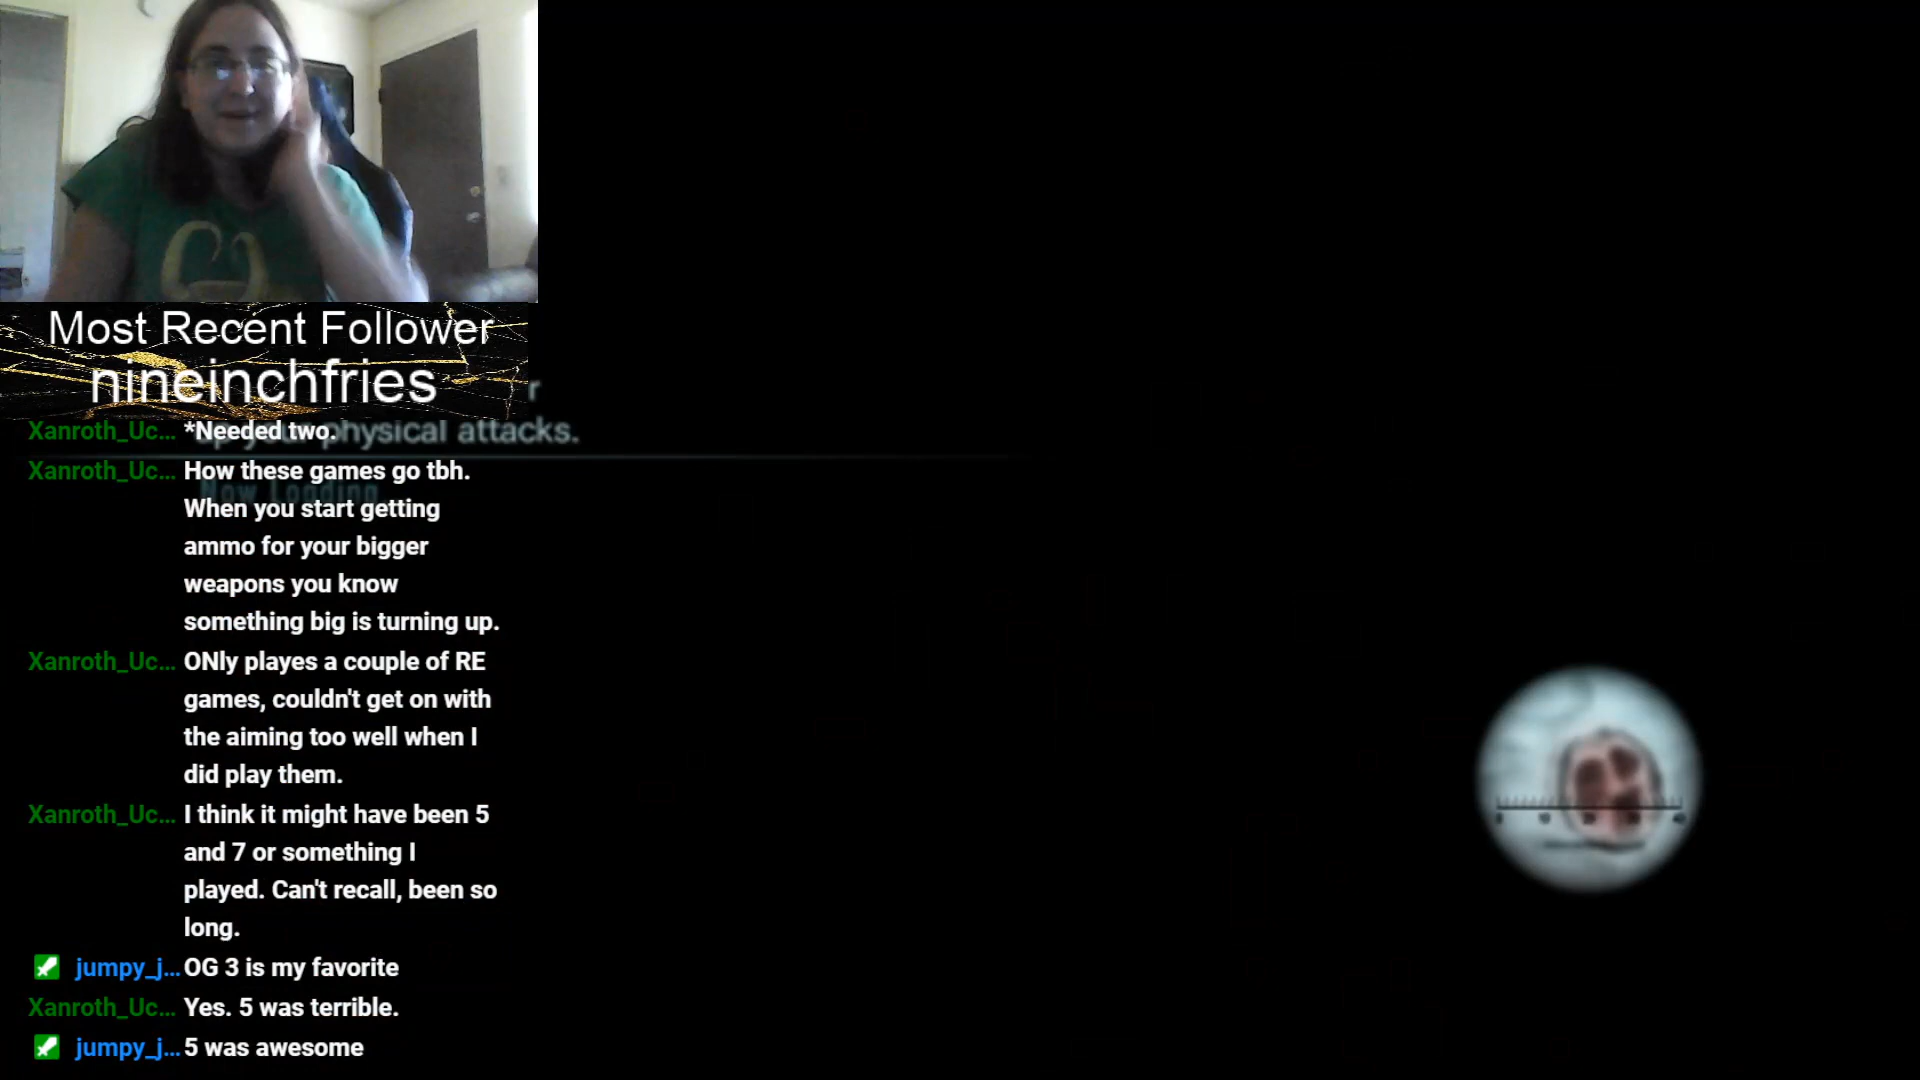 Most Recent Follower
nineinchfries
physical attacks.
Xanroth_Uc... *Needed two.
Now Loading
Xanroth_Uc... How these games go tbh.
When you start getting
ammo for your bigger
weapons you know
something big is turning up.
Xanroth_Uc... ONly playes a couple of RE
games, couldn't get on with
the aiming too well when I
did play them.
Xanroth_Uc... I think it might have been 5
and 7 or something I
played. Can't recall, been so
long.
jumpy_j... OG 3 is my favorite
Xanroth_Uc... Yes. 5 was terrible.
jumpy_j... 5 was awesome